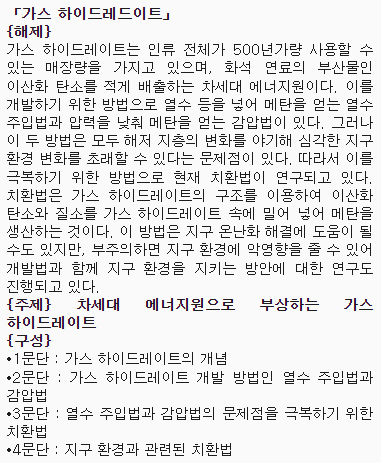 「가스 하이드레드이트」
{해제}
가스 하이드레이트는 인류 전체가 500년가량 사용할 수
있는 매장량을 가지고 있으며, 화석 연료의 부산물인
이산화 탄소를 적게 배출하는 차세대 에너지원이다. 이를
개발하기 위한 방법으로 열수 등을 넣어 메탄을 얻는 열수
주입법과 압력을 낮춰 메탄을 얻는 감압법이 있다. 그러나
이 두 방법은 모두 해저 지층의 변화를 야기해 심각한 지구
환경 변화를 초래할 수 있다는 문제점이 있다. 따라서 이를
극복하기 위한 방법으로 현재 치환법이 연구되고 있다.
치환법은 가스 하이드레이트의 구조를 이용하여 이산화
탄소와 질소를 가스 하이드레이트 속에 밀어 넣어 메탄을
생산하는 것이다. 이 방법은 지구 온난화 해결에 도움이 될
수도 있지만, 부주의하면 지구 환경에 악영향을 줄 수 있어
개발법과 함께 지구 환경을 지키는 방안에 대한 연구도
진행되고 있다.
{주제} 차세대 에너지원으로 부상하는 가스
하이드레이트
{구성}
•1문단 : 가스 하이드레이트의 개념
•2문단 : 가스 하이드레이트 개발 방법인 열수 주입법과
감압법
•3문단 : 열수 주입법과 감압법의 문제점을 극복하기 위한
치환법
•4문단 : 지구 환경과 관련된 치환법